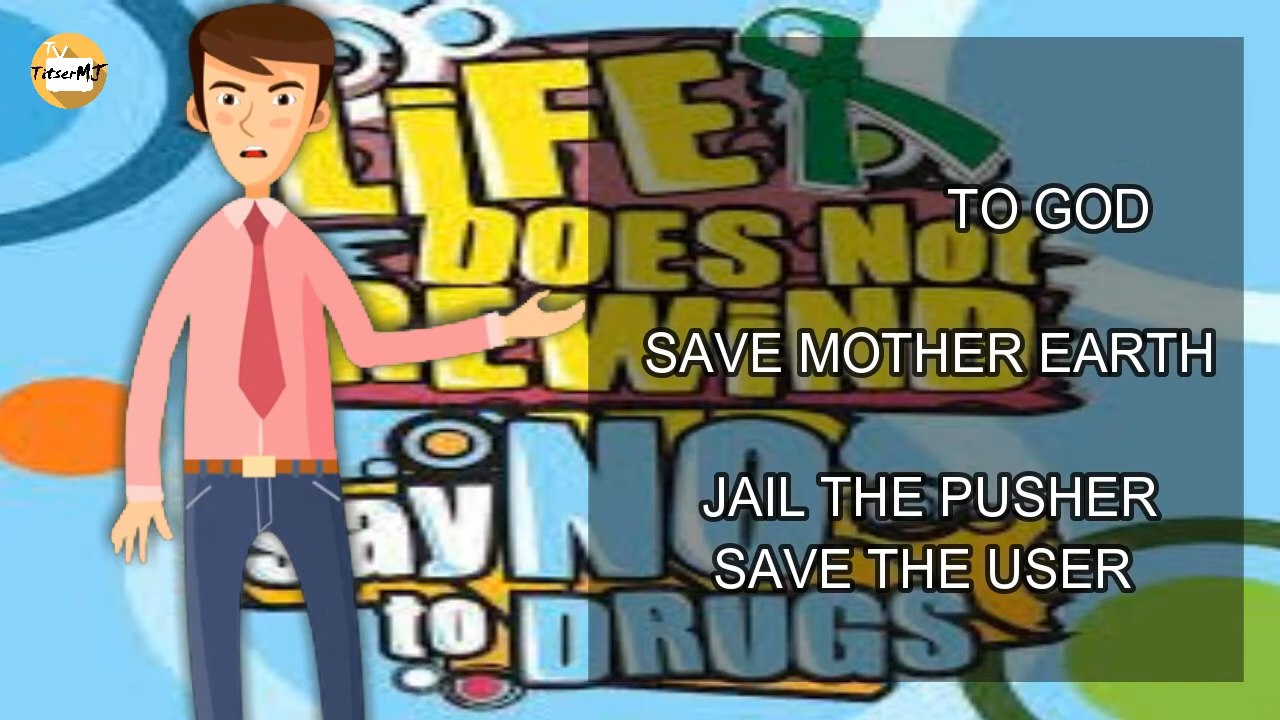 TV
TitserMJ
LiFE
DOES Not
REWiND
Say NO
to DRUGS
TO GOD
SAVE MOTHER EARTH
JAIL THE PUSHER
SAVE THE USER